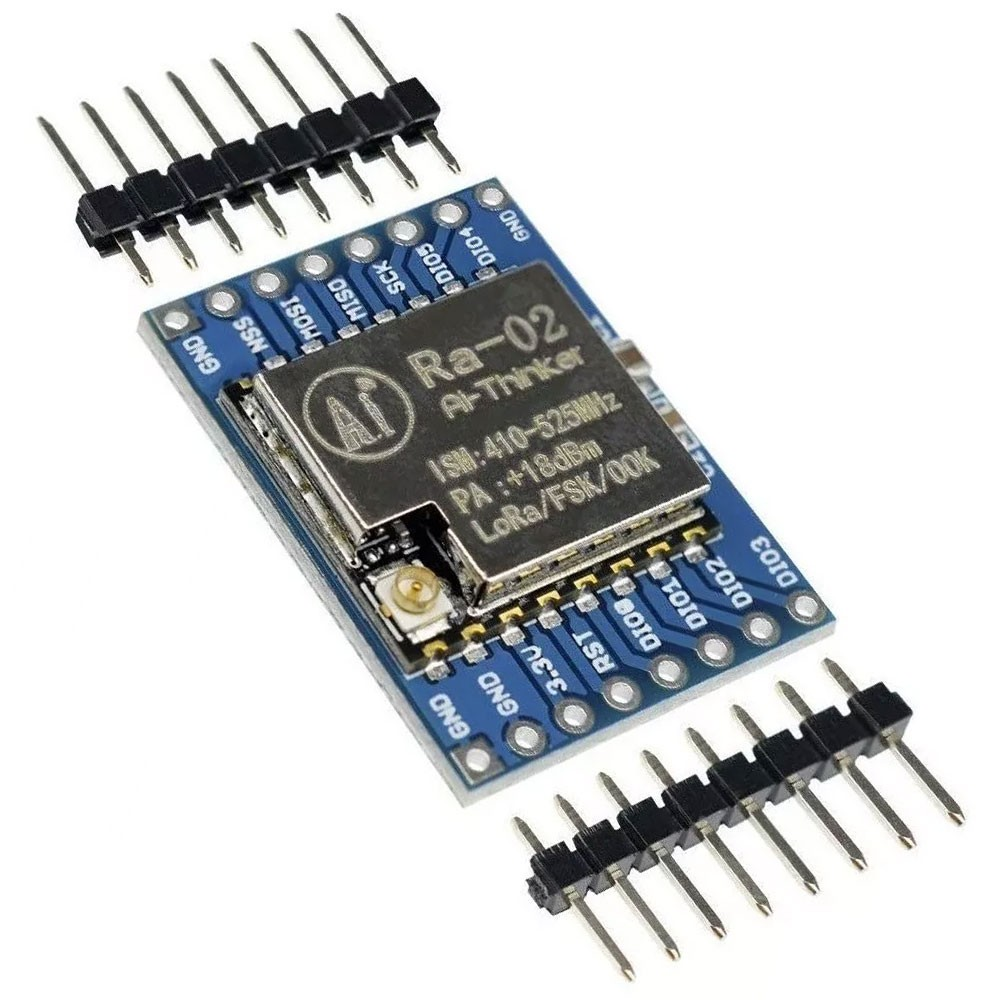 GND
NSS
MOSI
MISO
SCK
DIO5
DIO4
GND
Ai
Ra-02
Ai-Thinker
ISM:410-525MHz
PA :+18dBm
LoRa/FSK/OOK
GND
GND
3.3V
RST
DIO0
DIO1
DIO2
DIO3